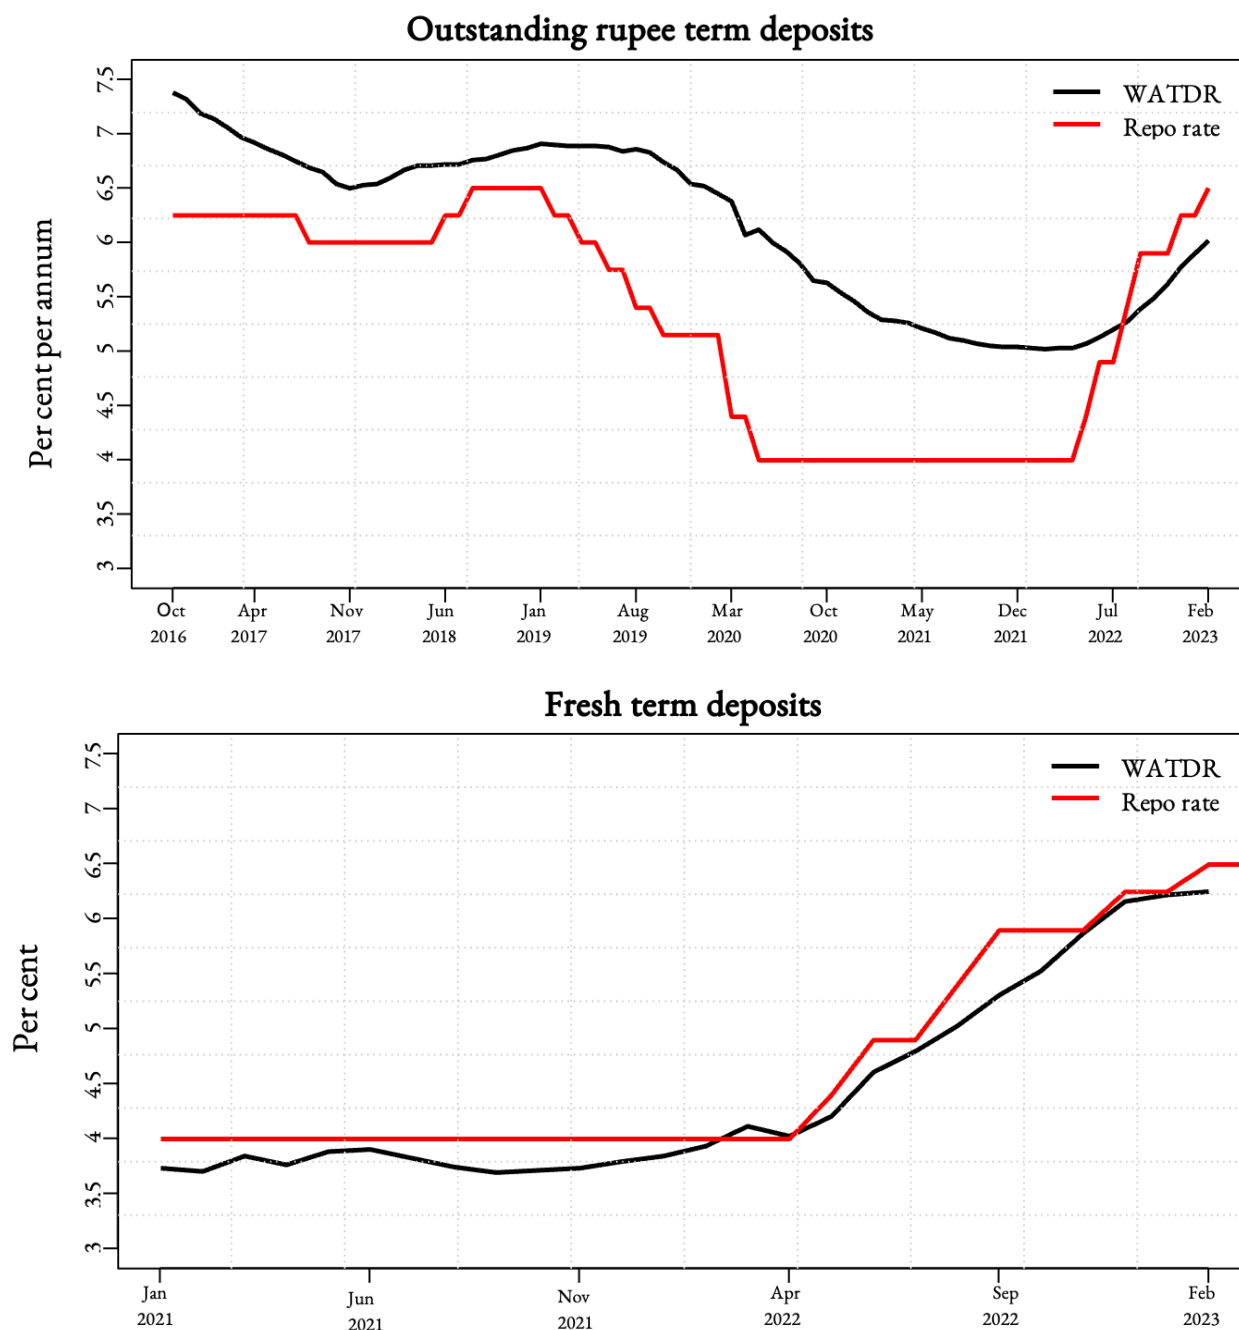 Outstanding rupee term deposits
WATDR
Repo rate
Per cent per annum
7.5
7
6.5
6
5.5
5
4.5
4
3.5
3
Oct Apr Nov Jun Jan Aug Mar Oct May Dec Jul Feb
2016 2017 2017 2018 2019 2019 2020 2020 2021 2021 2022 2023
Fresh term deposits
WATDR
Repo rate
Per cent
7.5
7
6.5
6
5.5
5
4.5
4
3.5
3
Jan Jun Nov Apr Sep Feb
2021 2021 2021 2022 2022 2023